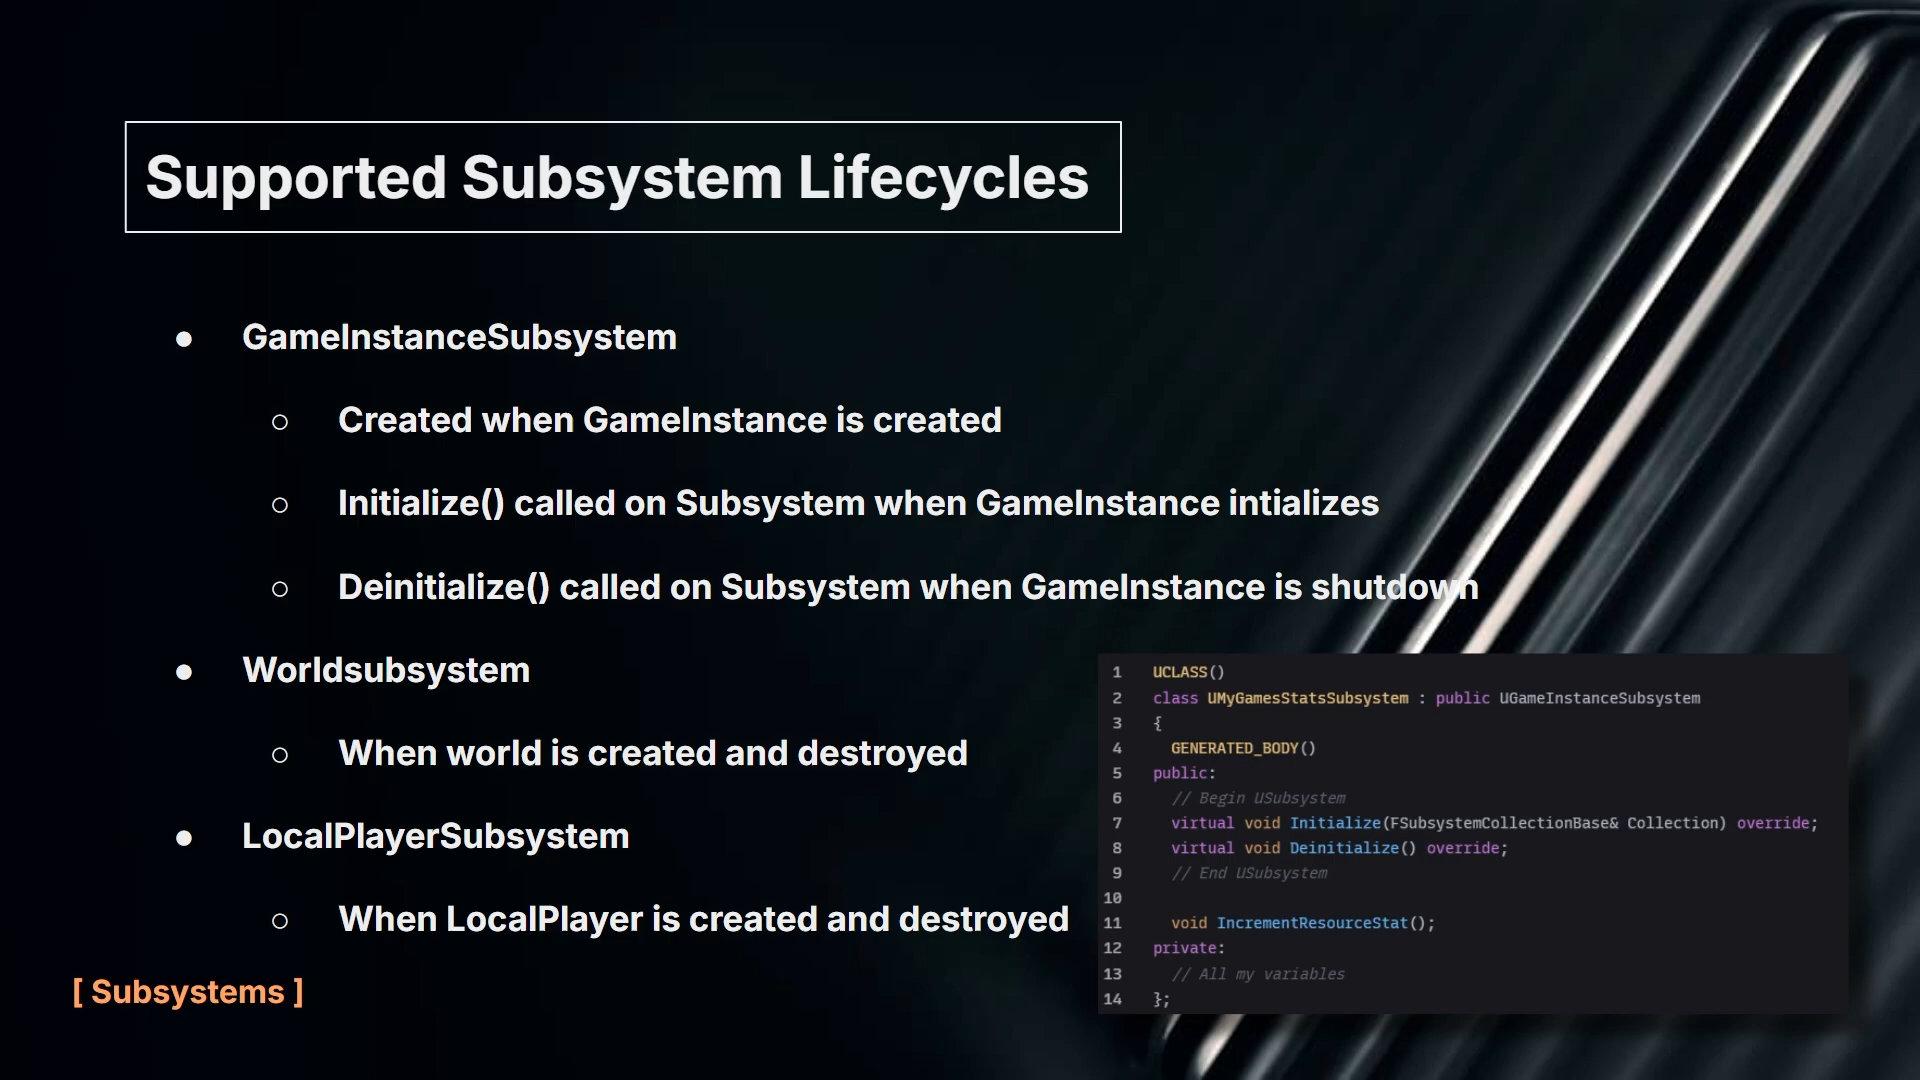 Supported Subsystem Lifecycles
● GameInstanceSubsystem
○ Created when GameInstance is created
○ Initialize() called on Subsystem when GameInstance intializes
○ Deinitialize() called on Subsystem when GameInstance is shutdown
● Worldsubsystem
○ When world is created and destroyed
● LocalPlayerSubsystem
○ When LocalPlayer is created and destroyed
[ Subsystems ]
1 UCLASS()
2 class UMyGamesStatsSubsystem : public UGameInstanceSubsystem
3 {
4 GENERATED_BODY()
5 public:
6 // Begin USubsystem
7 virtual void Initialize(FSubsystemCollectionBase& Collection) override;
8 virtual void Deinitialize() override;
9 // End USubsystem
10
11 void IncrementResourceStat();
12 private:
13 // All my variables
14 };